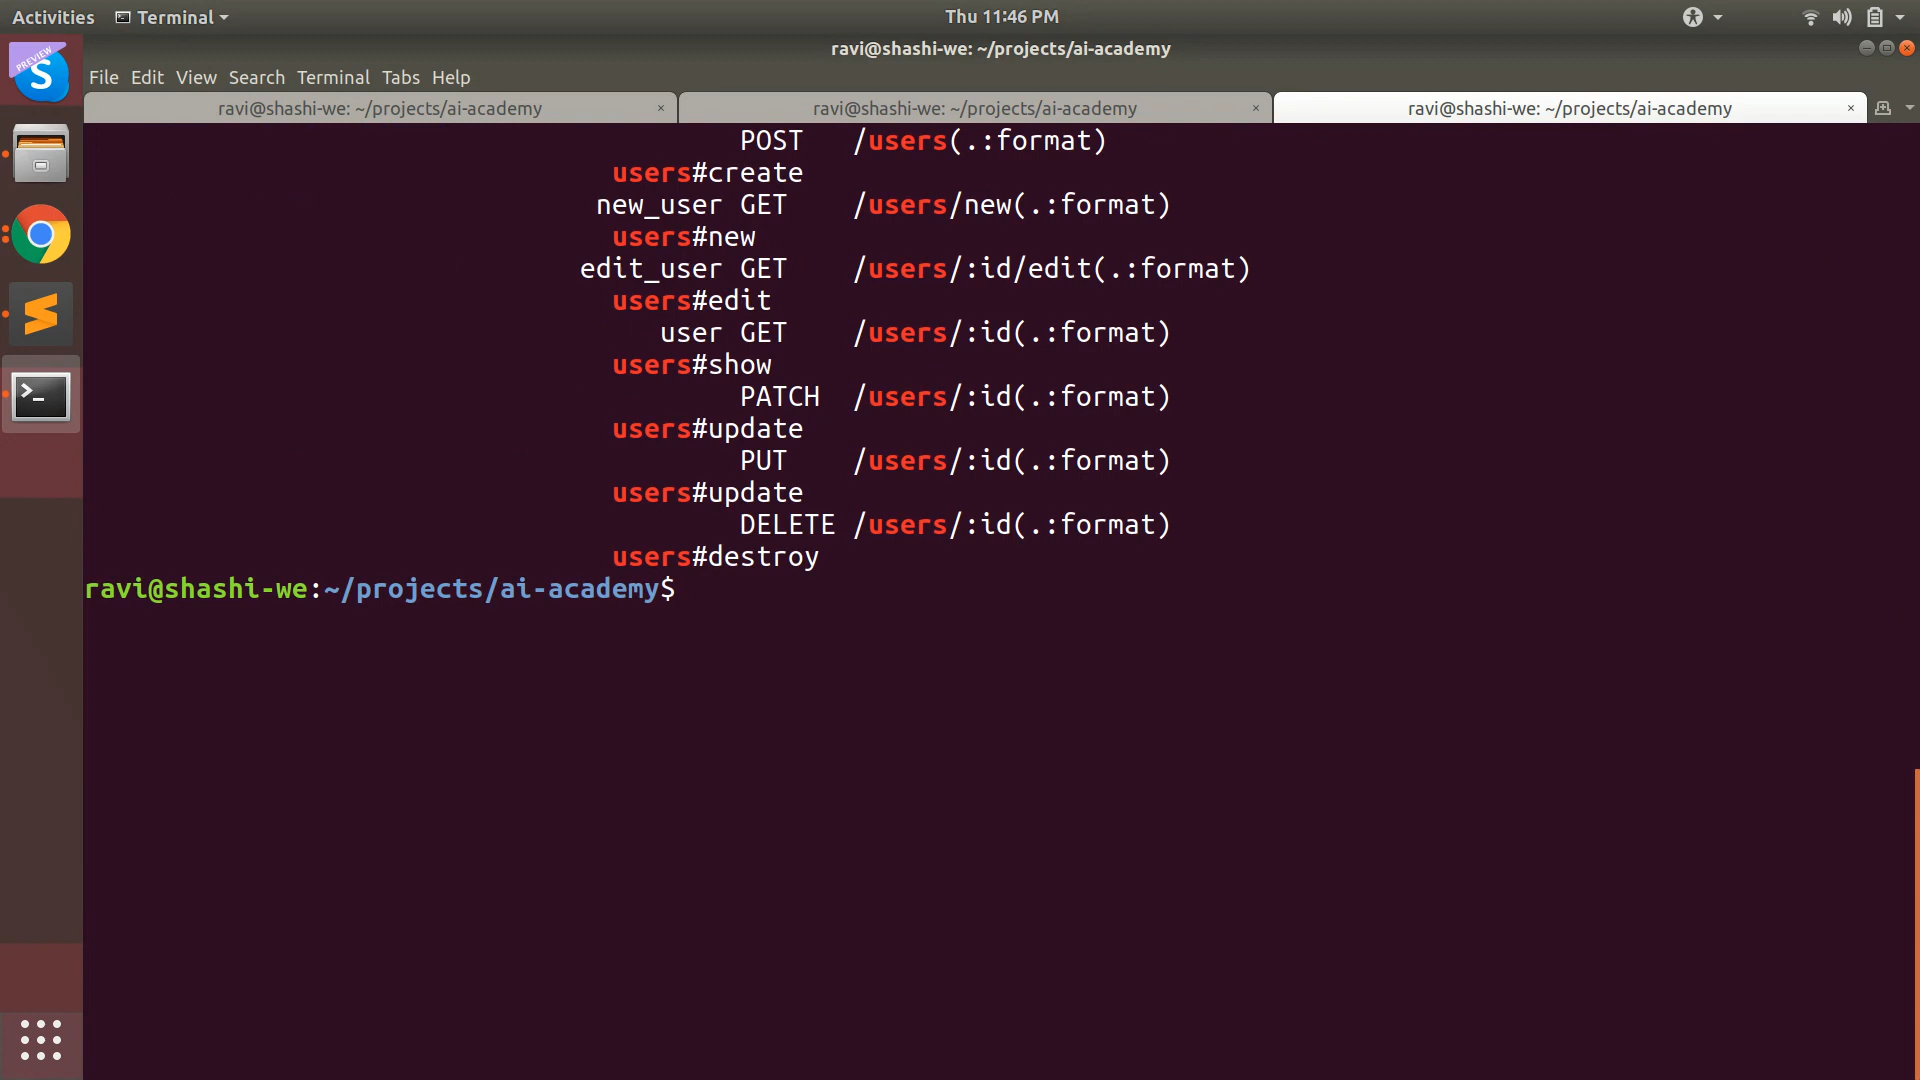 Activities Terminal Thu 11:46 PM
ravi@shashi-we: ~/projects/ai-academy
PREVIEW
S
File Edit View Search Terminal Tabs Help
ravi@shashi-we: ~/projects/ai-academy × ravi@shashi-we: ~/projects/ai-academy × ravi@shashi-we: ~/projects/ai-academy ×
POST /users(.:format)
users#create
new_user GET /users/new(.:format)
users#new
edit_user GET /users/:id/edit(.:format)
users#edit
user GET /users/:id(.:format)
users#show
PATCH /users/:id(.:format)
users#update
PUT /users/:id(.:format)
users#update
DELETE /users/:id(.:format)
users#destroy
ravi@shashi-we:~/projects/ai-academy$